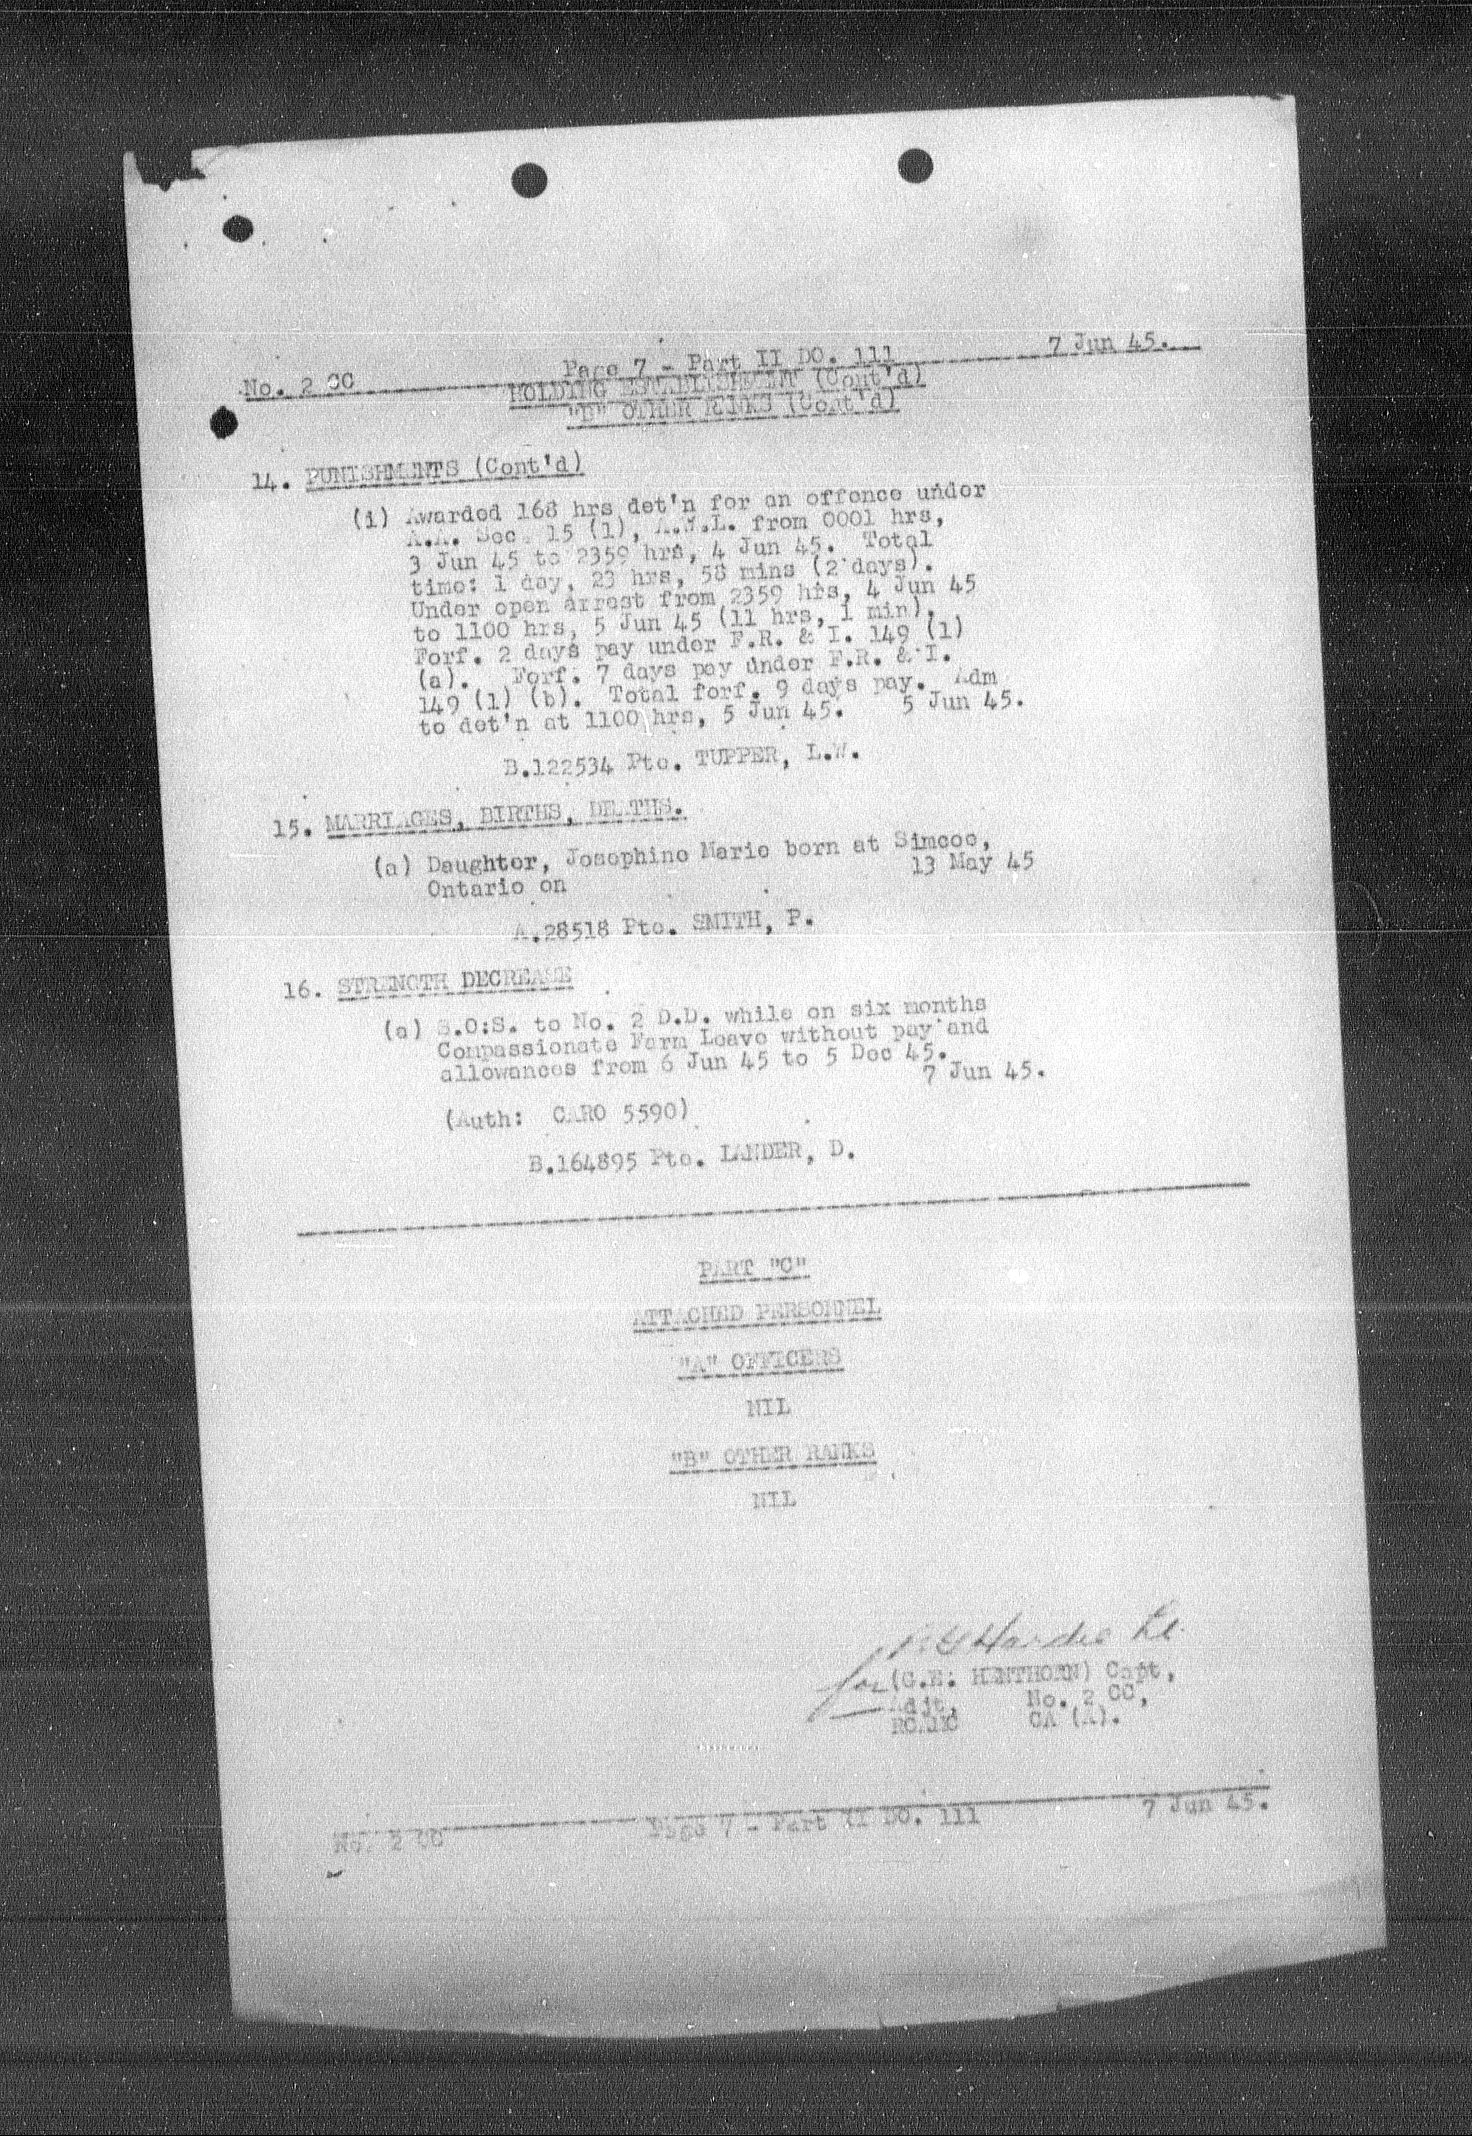 No. 2 CC Page 7 - Part II DO. 111 7 Jun 45.
HOLDING ESTABLISHMENT (Cont'd)
"B" OTHER RANKS (Cont'd)
14. PUNISHMENTS (Cont'd)
(i) Awarded 168 hrs det'n for an offence under
A.A. Sec. 15 (1), A.W.L. from 0001 hrs,
3 Jun 45 to 2359 hrs, 4 Jun 45. Total
time: 1 day, 23 hrs, 58 mins (2 days).
Under open arrest from 2359 hrs, 4 Jun 45
to 1100 hrs, 5 Jun 45 (11 hrs, 1 min).
Forf. 2 days pay under F.R. & I. 149 (1)
(a). Forf. 7 days pay under F.R. & I.
149 (1) (b). Total forf. 9 days pay. Adm
to det'n at 1100 hrs, 5 Jun 45. 5 Jun 45.
B.122534 Pte. TUPPER, L.W.
15. MARRIAGES, BIRTHS, DEATHS.
(a) Daughter, Josephine Marie born at Simcoe,
Ontario on 13 May 45
A.28518 Pte. SMITH, P.
16. STRENGTH DECREASE
(a) S.O.S. to No. 2 D.D. while on six months
Compassionate Farm Leave without pay and
allowances from 6 Jun 45 to 5 Dec 45.
7 Jun 45.
(Auth: CARO 5590)
B.164895 Pte. LANDER, D.
PART "C"
ATTACHED PERSONNEL
"A" OFFICERS
NIL
"B" OTHER RANKS
NIL
Hardie Lt.
for (G.E. HENTHORN) Capt,
Adjt, No. 2 CC,
RCAMC CA (A).
No. 2 CC Page 7 - Part II DO. 111 7 Jun 45.